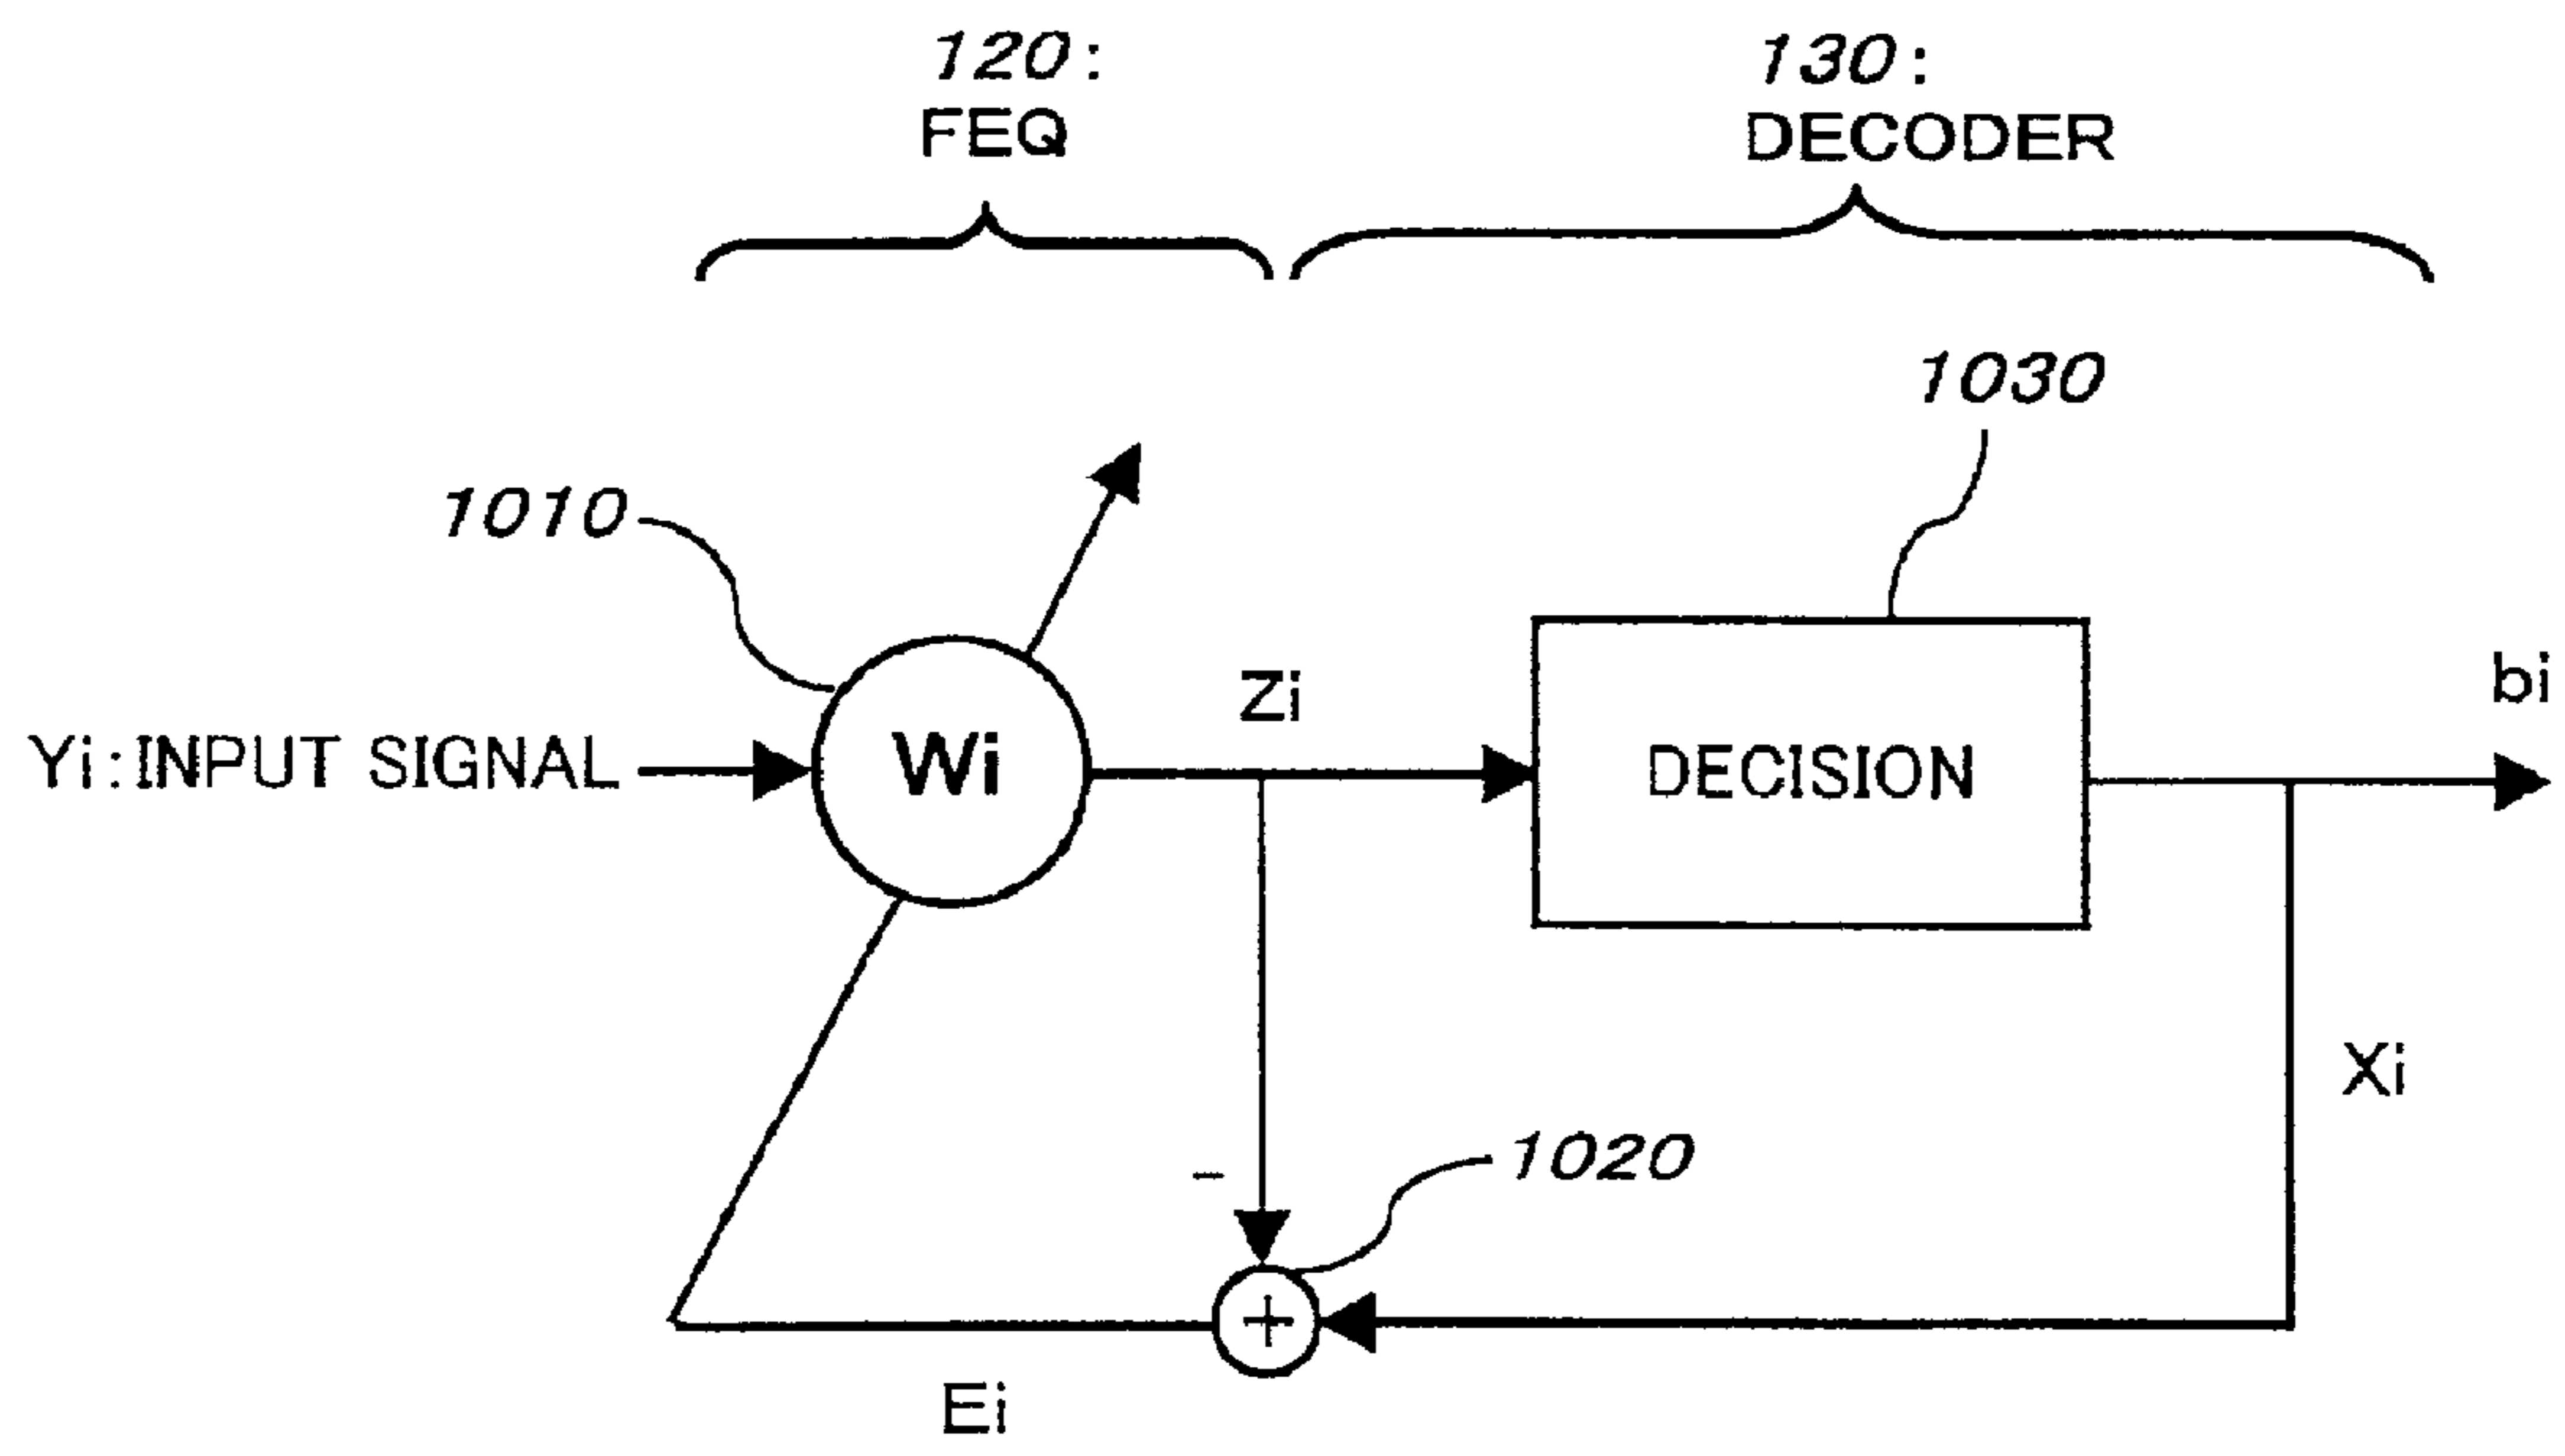 120:
FEQ
130:
DECODER
1030
1010
Yi:INPUT SIGNAL
Wi
Zi
DECISION
bi
Xi
-
1020
+
Ei